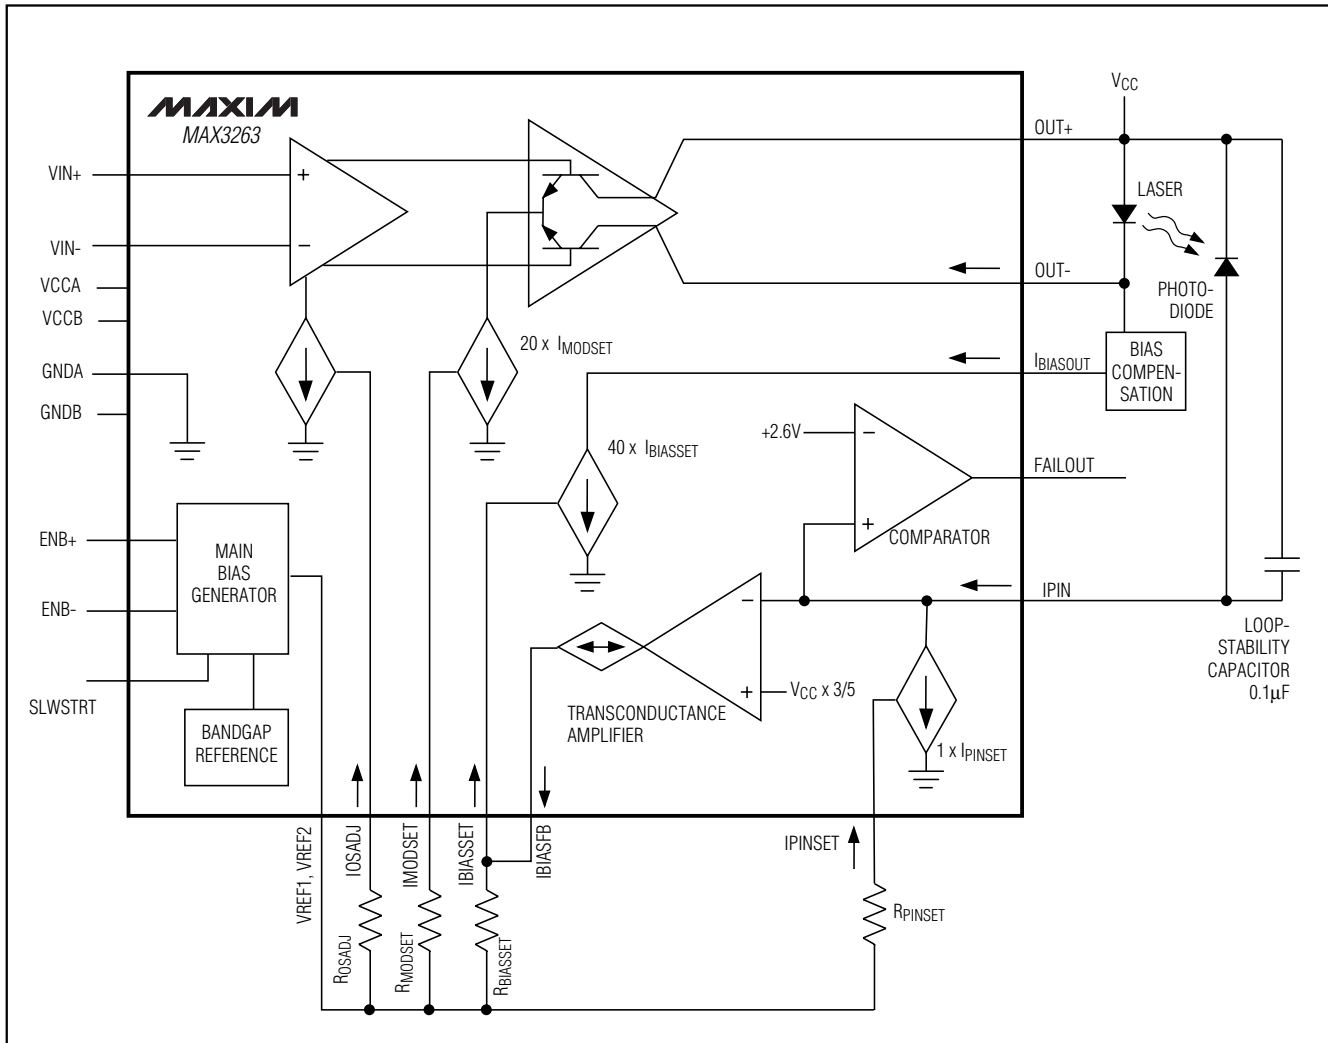 MAXIM
MAX3263
VIN+
VIN-
VCCA
VCCB
GNDA
GNDB
ENB+
ENB-
SLWSTRT
+
−
20 x IMODSET
40 x IBIASSET
MAIN
BIAS
GENERATOR
BANDGAP
REFERENCE
+2.6V
−
+
COMPARATOR
−
+
VCC x 3/5
TRANSCONDUCTANCE
AMPLIFIER
1 x IPINSET
VCC
OUT+
LASER
OUT-
PHOTO-
DIODE
IBIASOUT
BIAS
COMPEN-
SATION
FAILOUT
IPIN
LOOP-
STABILITY
CAPACITOR
0.1μF
VREF1, VREF2
IOSADJ
IMODSET
IBIASSET
IBIASFB
IPINSET
ROSADJ
RMODSET
RBIASSET
RPINSET